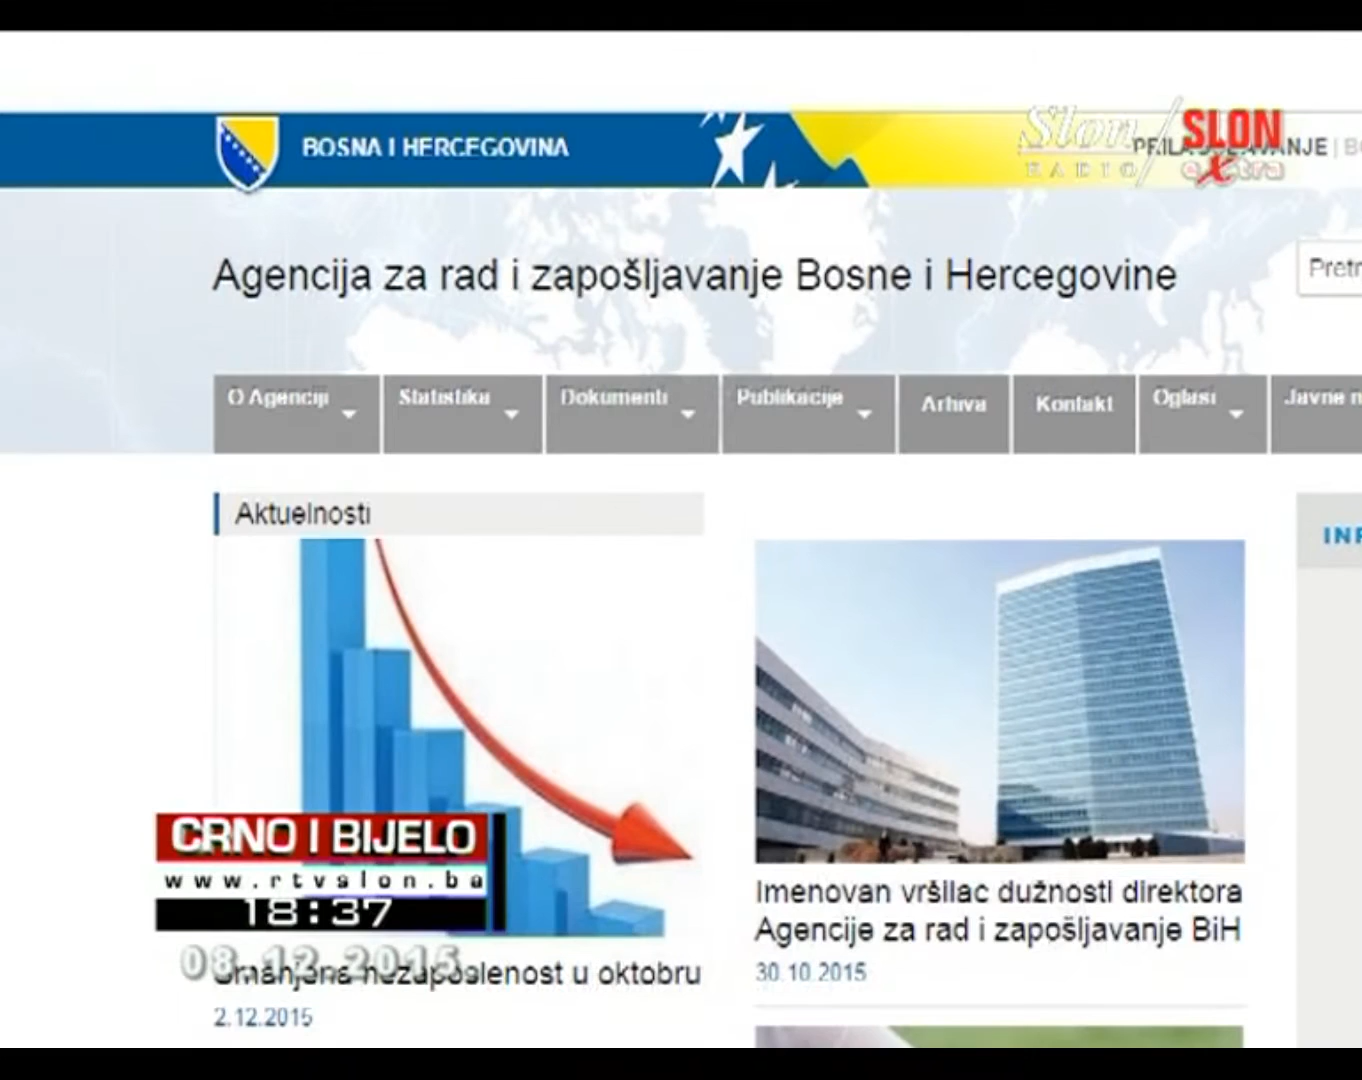 BOSNA I HERCEGOVINA
Slon
RADIO
SLON
extra
Agencija za rad i zapošljavanje Bosne i Hercegovine
O Agenciji
Statistika
Dokumenti
Publikacije
Arhiva
Kontakt
Oglasi
Javne
Aktuelnosti
CRNO I BIJELO
www.rtvslon.ba
18:37
08.12.2015.
Smanjena nezaposlenost u oktobru
2.12.2015
Imenovan vršilac dužnosti direktora
Agencije za rad i zapošljavanje BiH
30.10.2015